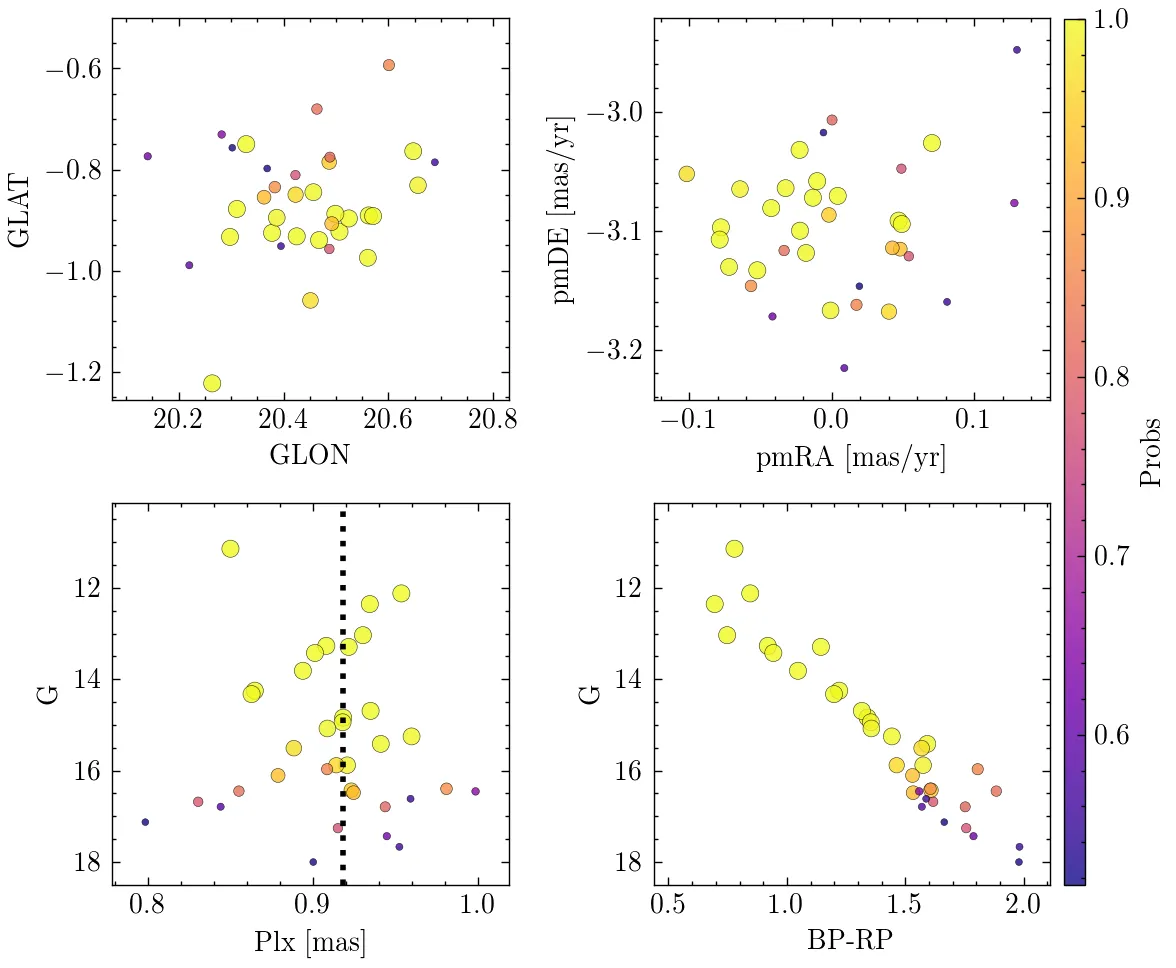 −0.6
−0.8
−1.0
−1.2
GLAT
20.2 20.4 20.6 20.8
GLON
−3.0
−3.1
−3.2
pmDE [mas/yr]
−0.1 0.0 0.1
pmRA [mas/yr]
1.0
0.9
0.8
0.7
0.6
Probs
12
14
16
18
G
0.8 0.9 1.0
Plx [mas]
12
14
16
18
G
0.5 1.0 1.5 2.0
BP-RP